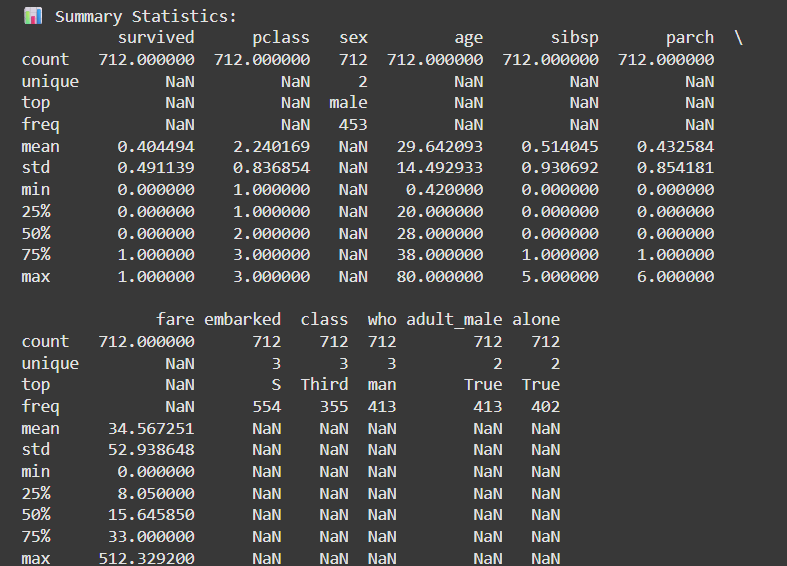 📊 Summary Statistics:
          survived      pclass   sex         age       sibsp       parch  \
count   712.000000  712.000000   712  712.000000  712.000000  712.000000
unique         NaN         NaN     2         NaN         NaN         NaN
top            NaN         NaN  male         NaN         NaN         NaN
freq           NaN         NaN   453         NaN         NaN         NaN
mean      0.404494    2.240169   NaN   29.642093    0.514045    0.432584
std       0.491139    0.836854   NaN   14.492933    0.930692    0.854181
min       0.000000    1.000000   NaN    0.420000    0.000000    0.000000
25%       0.000000    1.000000   NaN   20.000000    0.000000    0.000000
50%       0.000000    2.000000   NaN   28.000000    0.000000    0.000000
75%       1.000000    3.000000   NaN   38.000000    1.000000    1.000000
max       1.000000    3.000000   NaN   80.000000    5.000000    6.000000

              fare embarked  class  who adult_male alone
count   712.000000      712    712  712        712   712
unique         NaN        3      3    3          2     2
top            NaN        S  Third  man       True  True
freq           NaN      554    355  413        413   402
mean     34.567251      NaN    NaN  NaN        NaN   NaN
std      52.938648      NaN    NaN  NaN        NaN   NaN
min       0.000000      NaN    NaN  NaN        NaN   NaN
25%       8.050000      NaN    NaN  NaN        NaN   NaN
50%      15.645850      NaN    NaN  NaN        NaN   NaN
75%      33.000000      NaN    NaN  NaN        NaN   NaN
max     512.329200      NaN    NaN  NaN        NaN   NaN